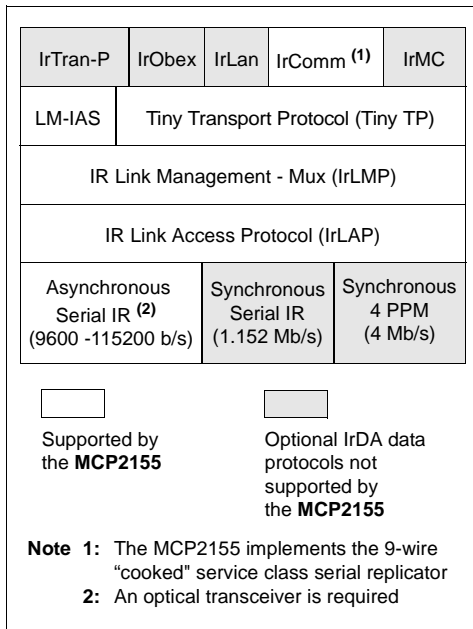 IrTran-P IrObex IrLan IrComm (1) IrMC
LM-IAS Tiny Transport Protocol (Tiny TP)
IR Link Management - Mux (IrLMP)
IR Link Access Protocol (IrLAP)
Asynchronous
Serial IR (2)
(9600 -115200 b/s)
Synchronous
Serial IR
(1.152 Mb/s)
Synchronous
4 PPM
(4 Mb/s)
Supported by
the MCP2155
Optional IrDA data
protocols not
supported by
the MCP2155
Note 1: The MCP2155 implements the 9-wire
“cooked" service class serial replicator
2: An optical transceiver is required